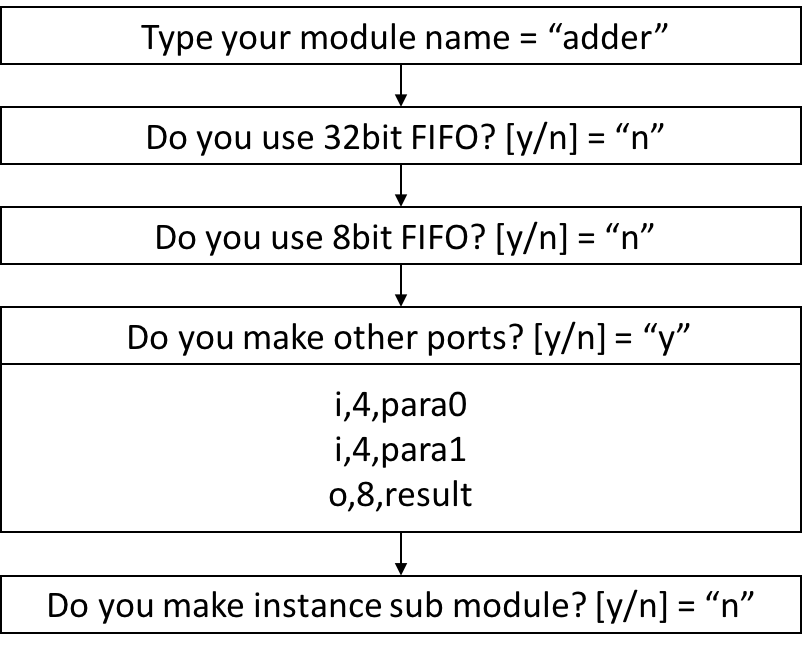 Type your module name = “adder”
Do you use 32bit FIFO? [y/n] = “n”
Do you use 8bit FIFO? [y/n] = “n”
Do you make other ports? [y/n] = “y”
i,4,para0
i,4,para1
o,8,result
Do you make instance sub module? [y/n] = “n”